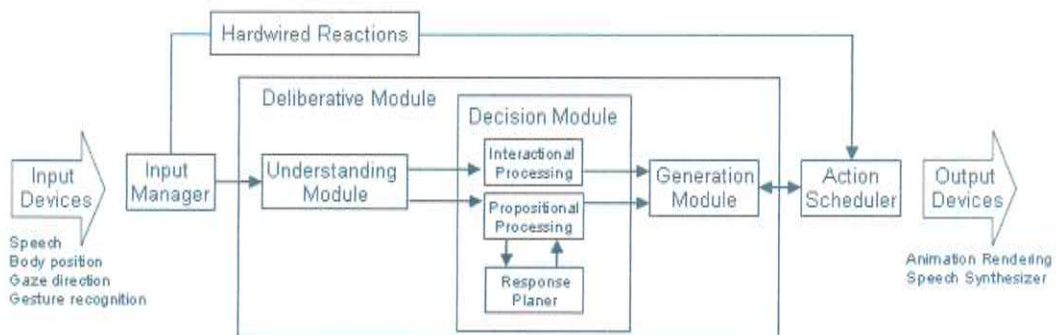 Hardwired Reactions
Deliberative Module
Decision Module
Input
Devices
Input
Manager
Understanding
Module
Interactional
Processing
Propositional
Processing
Response
Planer
Generation
Module
Action
Scheduler
Output
Devices
Speech
Body position
Gaze direction
Gesture recognition
Animation Rendering
Speech Synthesizer